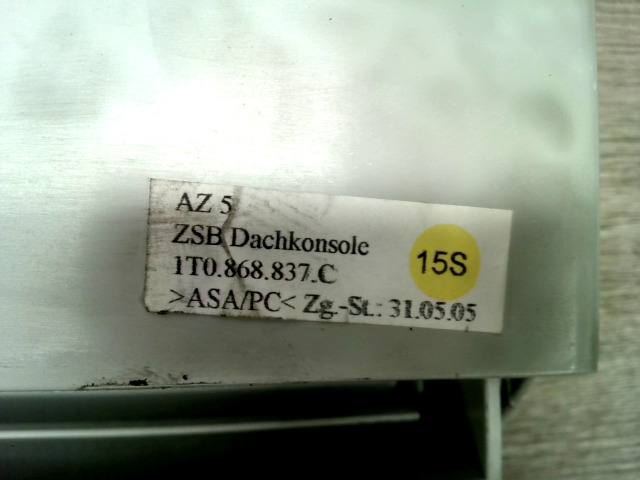 AZ 5
ZSB Dachkonsole
1T0.868.837.C
>ASA/PC< Zg.-St.: 31.05.05
15S